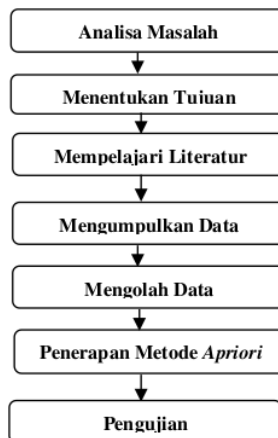 Analisa Masalah
Menentukan Tujuan
Mempelajari Literatur
Mengumpulkan Data
Mengolah Data
Penerapan Metode Apriori
Pengujian